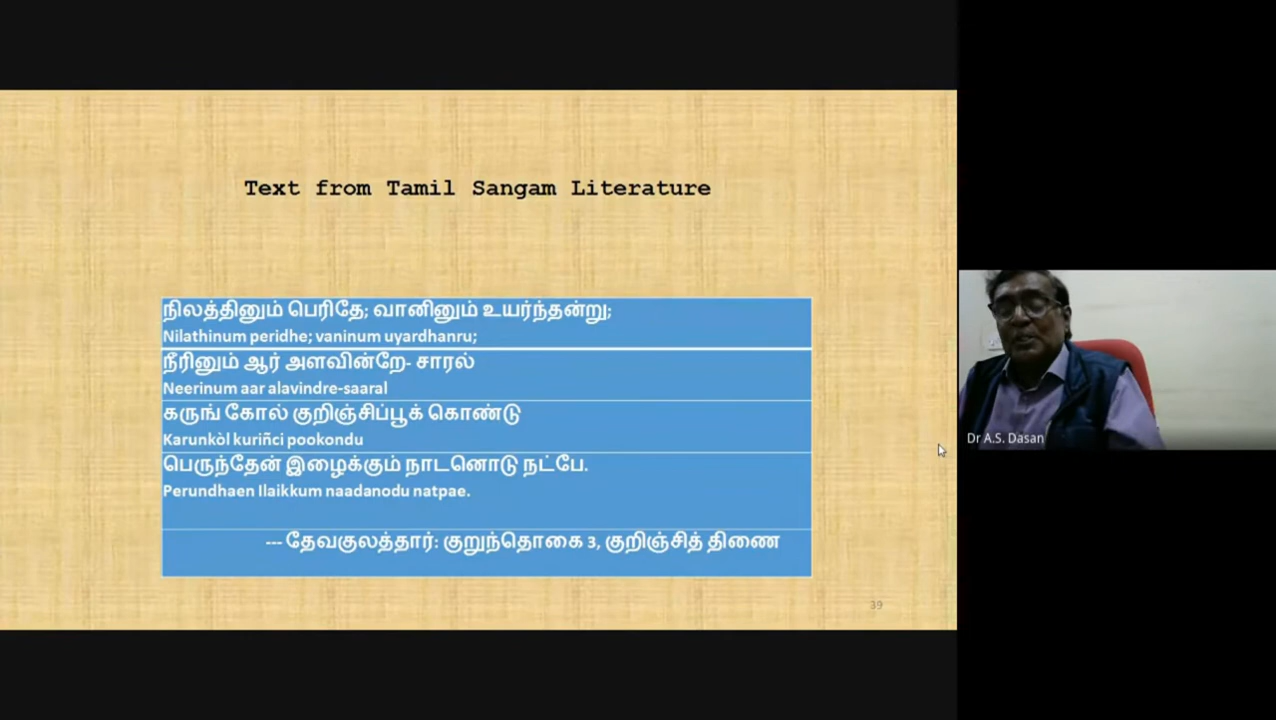 Text from Tamil Sangam Literature
நிலத்தினும் பெரிதே; வானினும் உயர்ந்தன்று;
Nilathinum peridhe; vaninum uyardhanru;
நீரினும் ஆர் அளவின்றே- சாரல்
Neerinum aar alavindre-saaral
கருங் கோல் குறிஞ்சிப்பூக் கொண்டு
Karunkòl kuriñci pookondu
பெருந்தேன் இழைக்கும் நாடனொடு நட்பே.
Perundhaen Ilaikkum naadanodu natpae.
--- தேவகுலத்தார்: குறுந்தொகை 3, குறிஞ்சித் திணை
39
Dr A.S. Dasan